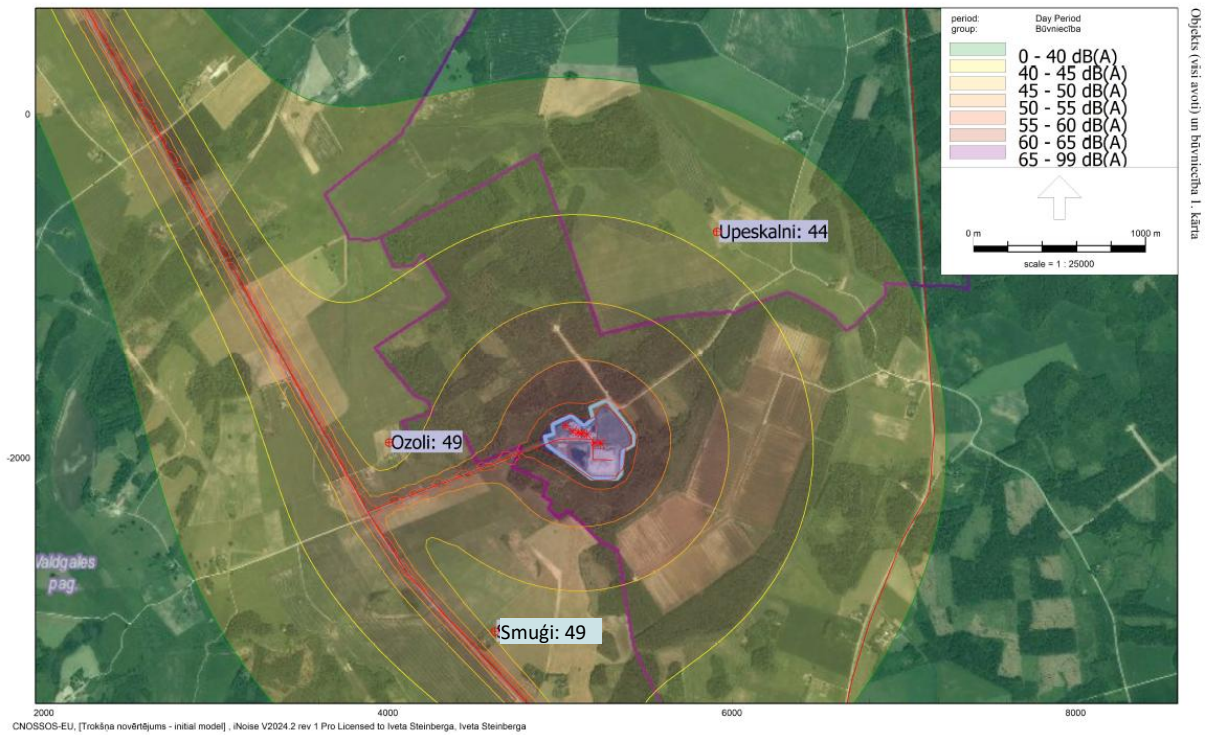 period: Day Period
group: Būvniecība
0 - 40 dB(A)
40 - 45 dB(A)
45 - 50 dB(A)
50 - 55 dB(A)
55 - 60 dB(A)
60 - 65 dB(A)
65 - 99 dB(A)
0 m 1000 m
scale = 1 : 25000
Objekts (visi avoti) un būvniecība 1. kārta
0
Upeskalni: 44
Ozoli: 49
-2000
Valdgales
pag.
Smuģi: 49
2000 4000 6000 8000
CNOSSOS-EU, [Trokšņa novērtējums - initial model] , iNoise V2024.2 rev 1 Pro Licensed to Iveta Steinberga, Iveta Steinberga